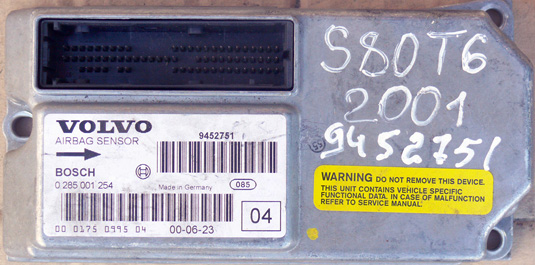 S80T6
2001
9452751
VOLVO
AIRBAG SENSOR
9452751
BOSCH
0 285 001 254
Made in Germany
085
00 0175 0995 04
00-06-23
04
WARNING DO NOT REMOVE THIS DEVICE.
THIS UNIT CONTAINS VEHICLE SPECIFIC
FUNCTIONAL DATA. IN CASE OF MALFUNCTION
REFER TO SERVICE MANUAL.